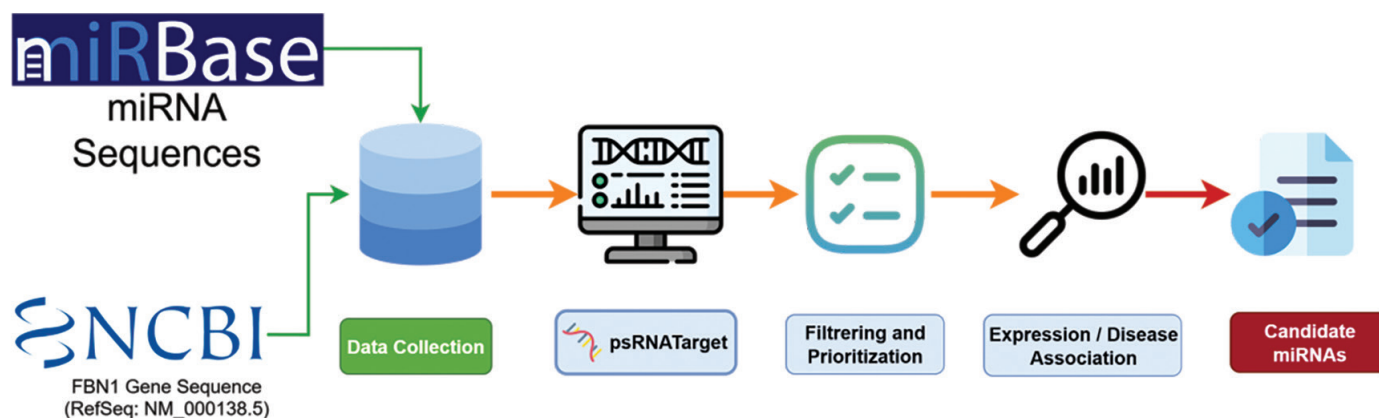 miRBase
miRNA
Sequences
NCBI
FBN1 Gene Sequence
(RefSeq: NM_000138.5)
Data Collection
psRNATarget
Filtrering and
Prioritization
Expression / Disease
Association
Candidate
miRNAs